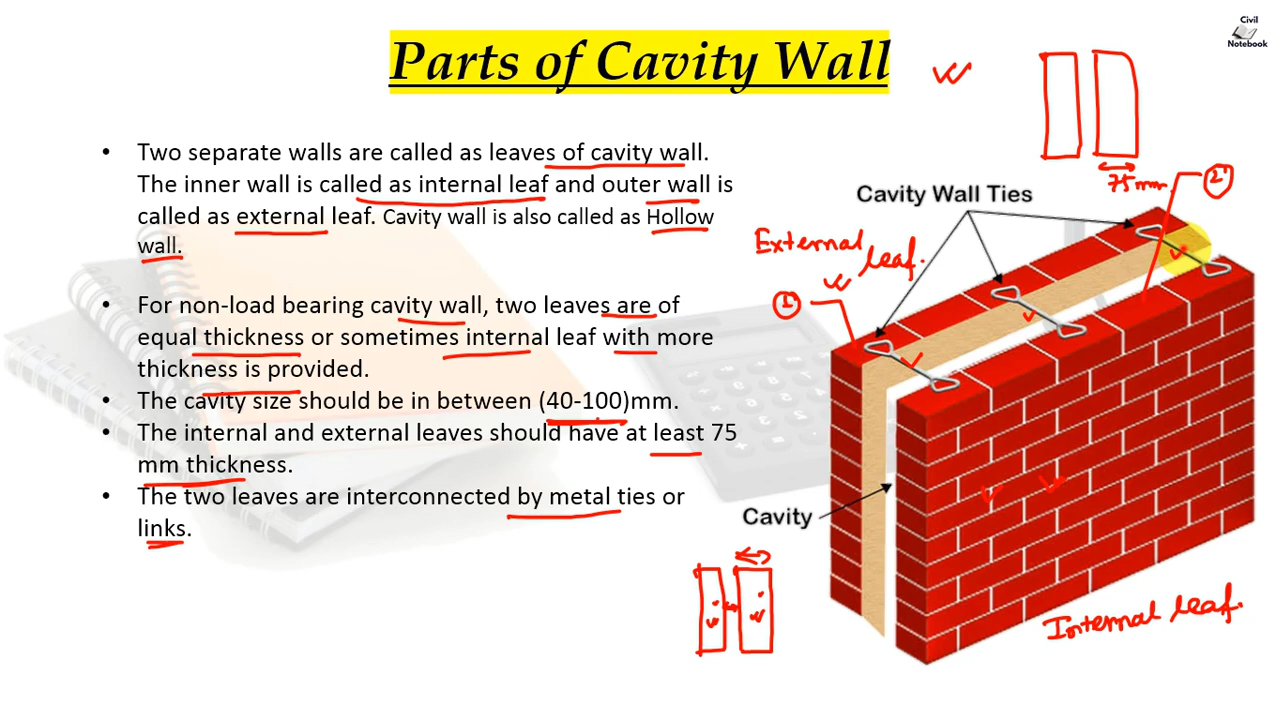 Civil
Notebook
Parts of Cavity Wall
• Two separate walls are called as leaves of cavity wall.
The inner wall is called as internal leaf and outer wall is
called as external leaf. Cavity wall is also called as Hollow
wall.
• For non-load bearing cavity wall, two leaves are of
equal thickness or sometimes internal leaf with more
thickness is provided.
• The cavity size should be in between (40-100)mm.
• The internal and external leaves should have at least 75
mm thickness.
• The two leaves are interconnected by metal ties or
links.
75mm.
2
Cavity Wall Ties
External
leaf.
1
Cavity
Internal leaf.